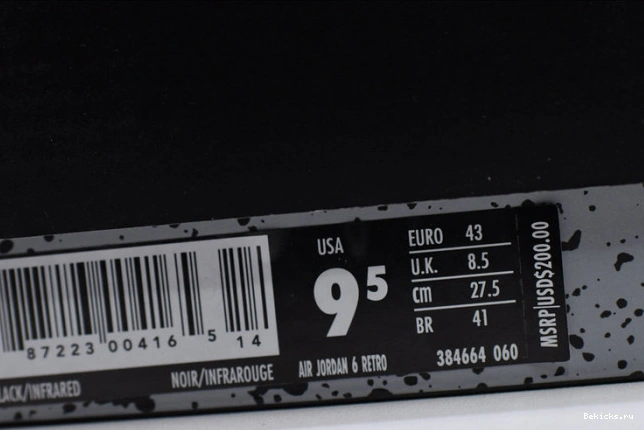 USA
9 5
EURO 43
U.K. 8.5
cm 27.5
BR 41
MSRP|USD$200.00
87223 00416 5 14
/INFRARED
NOIR/INFRAROUGE
AIR JORDAN 6 RETRO
384664 060
Bekicks.ru